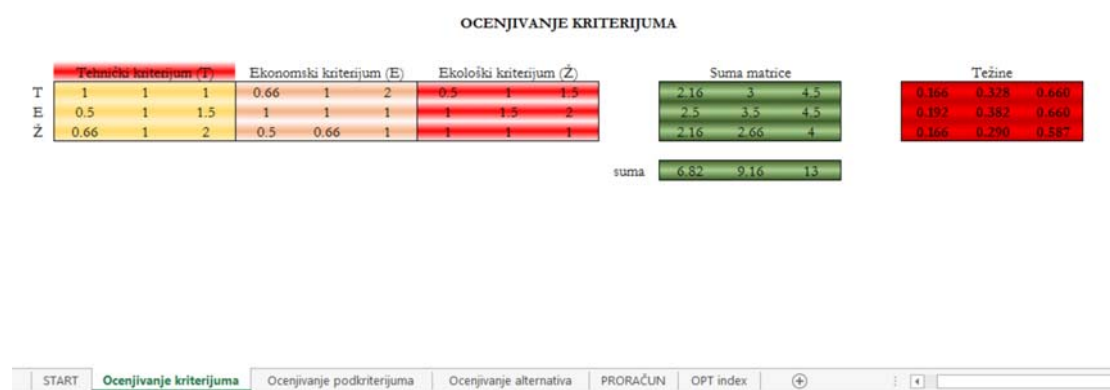 OCENJIVANJE KRITERIJUMA
Tehnički kriterijum (T) Ekonomski kriterijum (E) Ekološki kriterijum (Ž) Suma matrice Težine
T 1 1 1 0.66 1 2 0.5 1 1.5 2.16 3 4.5 0.166 0.328 0.660
E 0.5 1 1.5 1 1 1 1 1.5 2 2.5 3.5 4.5 0.192 0.382 0.660
Ž 0.66 1 2 0.5 0.66 1 1 1 1 2.16 2.66 4 0.166 0.290 0.587
suma 6.82 9.16 13
START Ocenjivanje kriterijuma Ocenjivanje podkriterijuma Ocenjivanje alternativa PRORAČUN OPT index